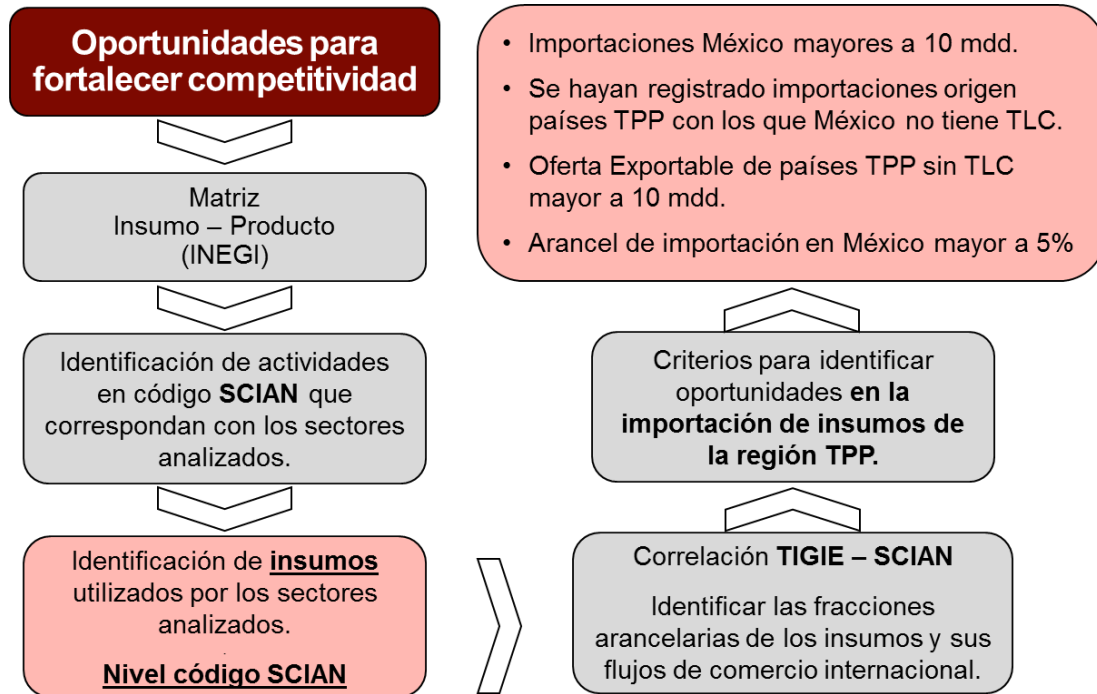 Oportunidades para
fortalecer competitividad
Matriz
Insumo – Producto
(INEGI)
Identificación de actividades
en código SCIAN que
correspondan con los sectores
analizados.
Identificación de insumos
utilizados por los sectores
analizados.
.
Nivel código SCIAN
Correlación TIGIE – SCIAN
Identificar las fracciones
arancelarias de los insumos y sus
flujos de comercio internacional.
Criterios para identificar
oportunidades en la
importación de insumos de
la región TPP.
• Importaciones México mayores a 10 mdd.
• Se hayan registrado importaciones origen
países TPP con los que México no tiene TLC.
• Oferta Exportable de países TPP sin TLC
mayor a 10 mdd.
• Arancel de importación en México mayor a 5%